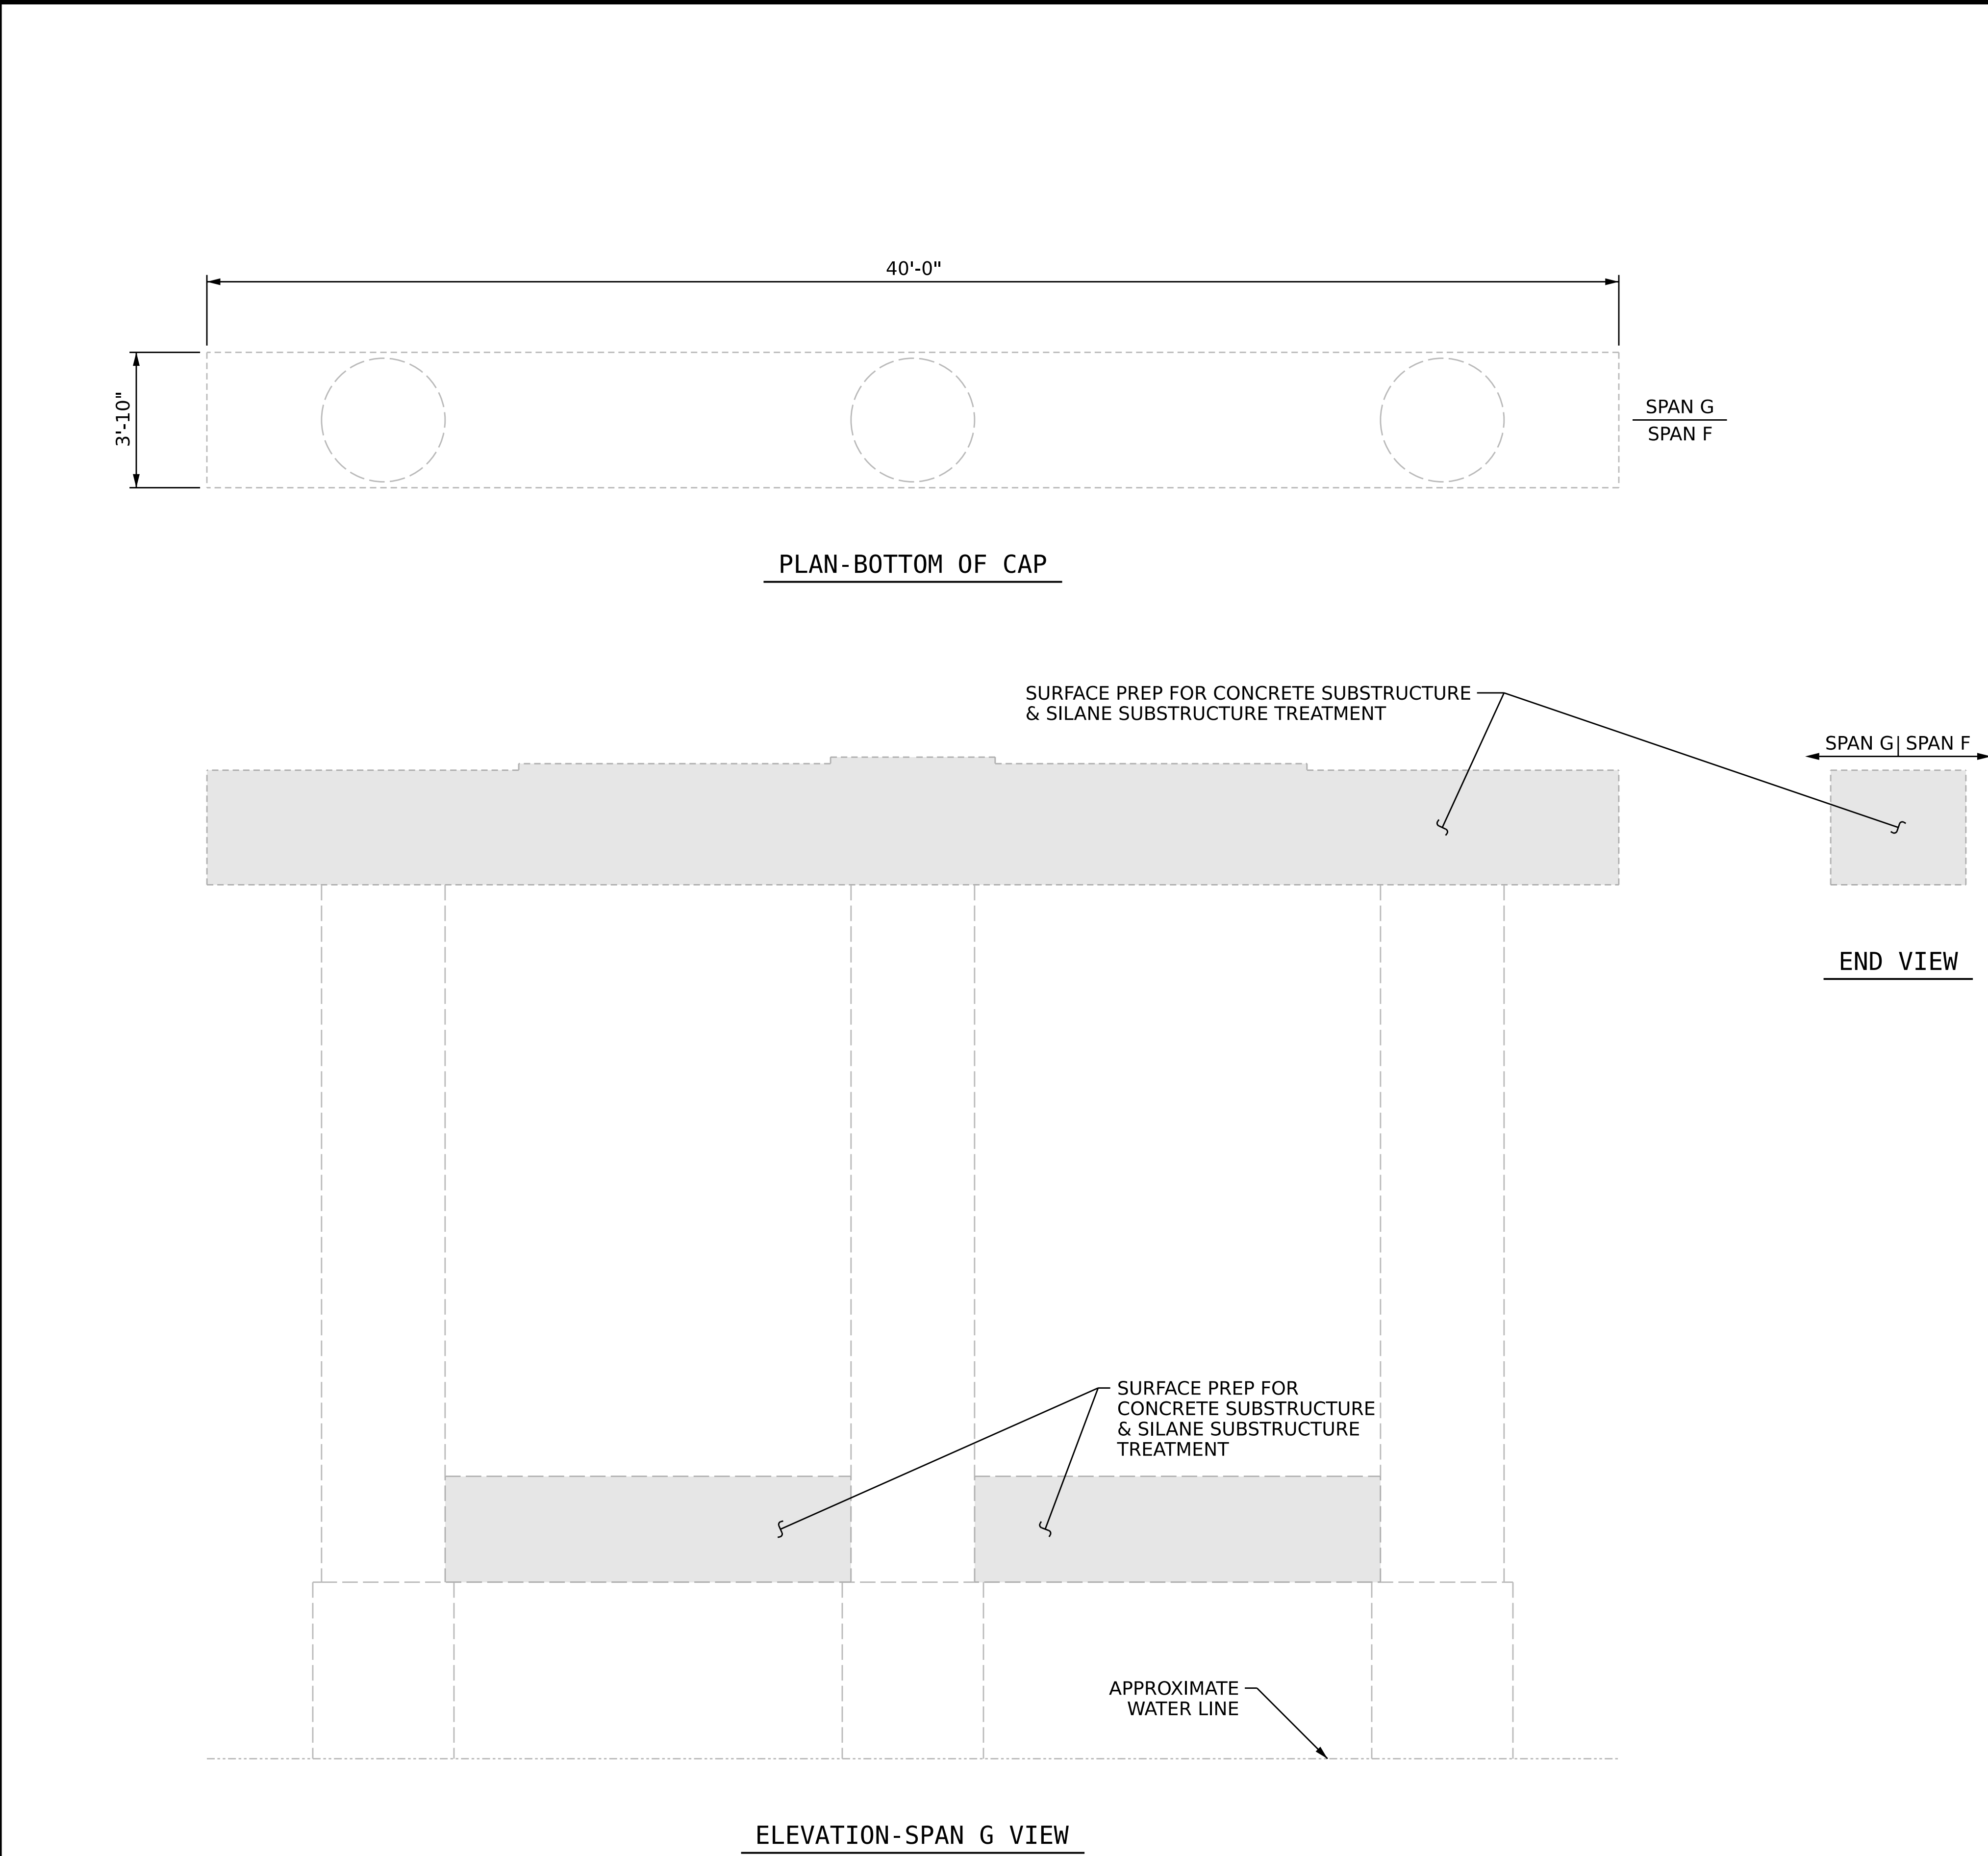 40'-0"
3'-10"
SPAN G
SPAN F
PLAN-BOTTOM OF CAP
SURFACE PREP FOR CONCRETE SUBSTRUCTURE
& SILANE SUBSTRUCTURE TREATMENT
SPAN G SPAN F
END VIEW
SURFACE PREP FOR
CONCRETE SUBSTRUCTURE
& SILANE SUBSTRUCTURE
TREATMENT
APPROXIMATE
WATER LINE
ELEVATION-SPAN G VIEW